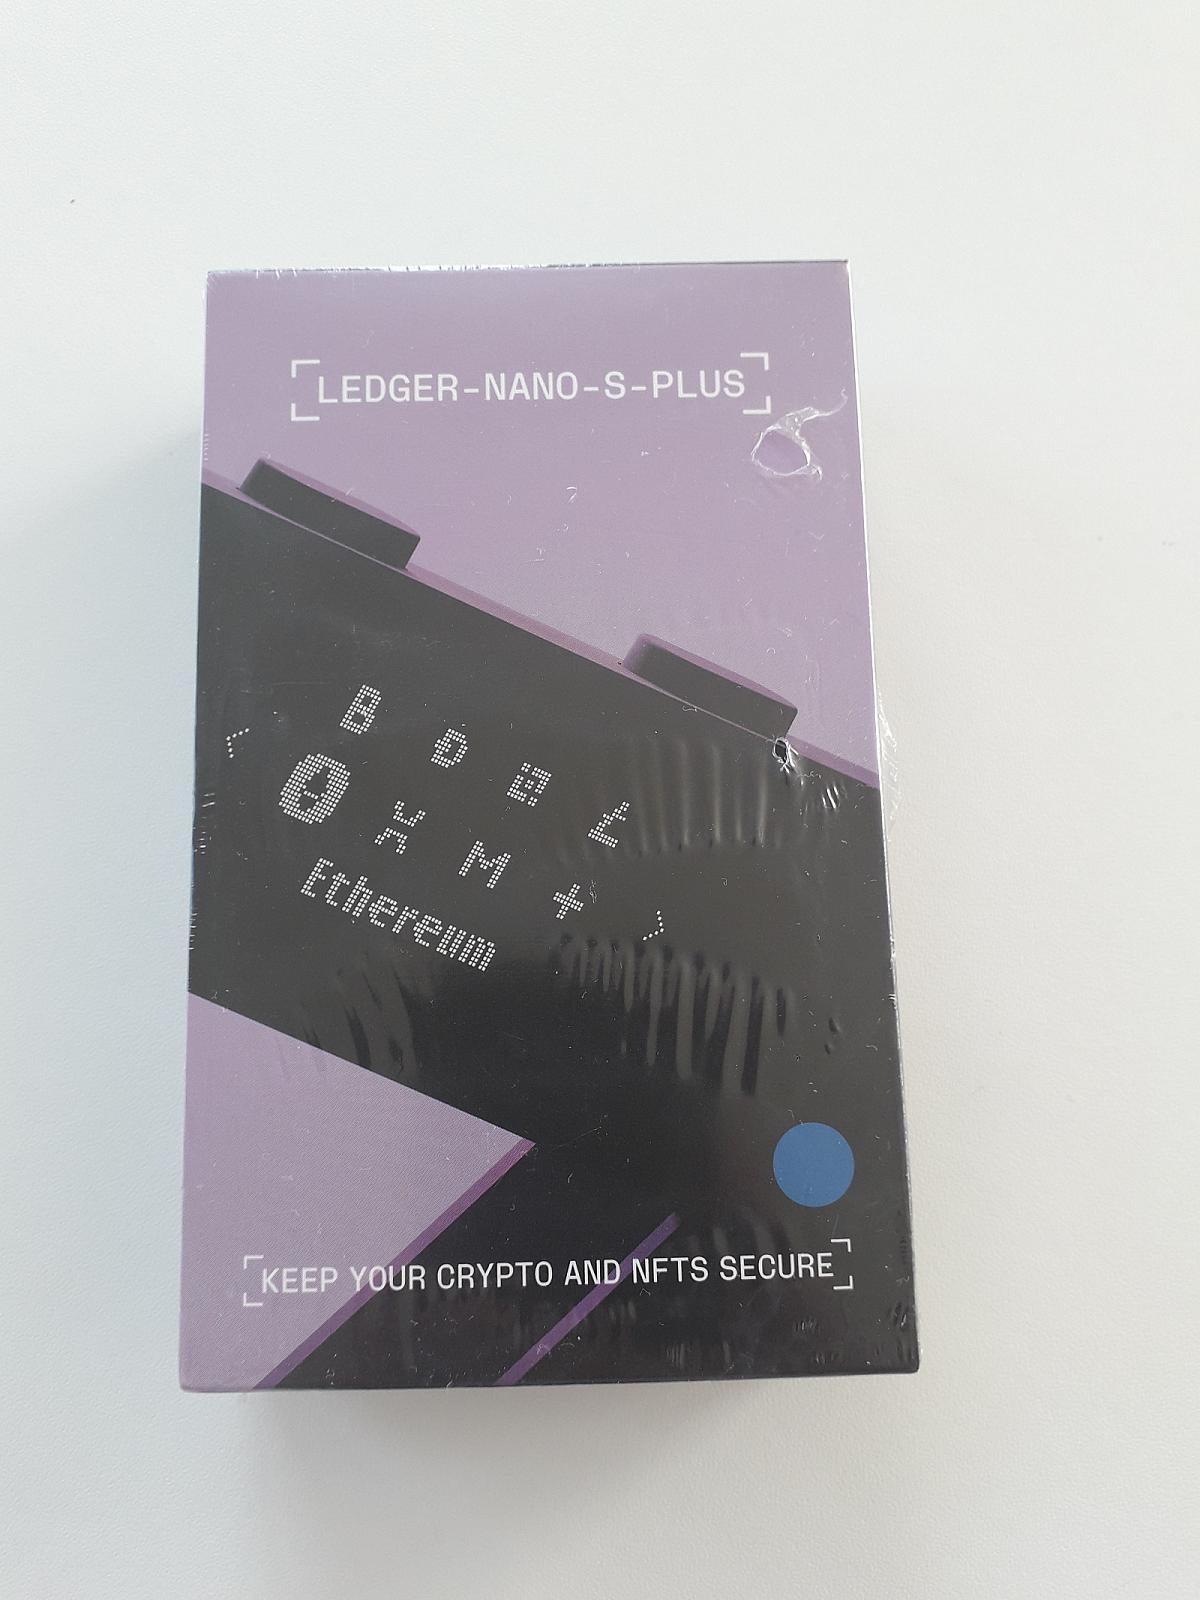 LEDGER-NANO-S-PLUS
Ethereum
KEEP YOUR CRYPTO AND NFTS SECURE